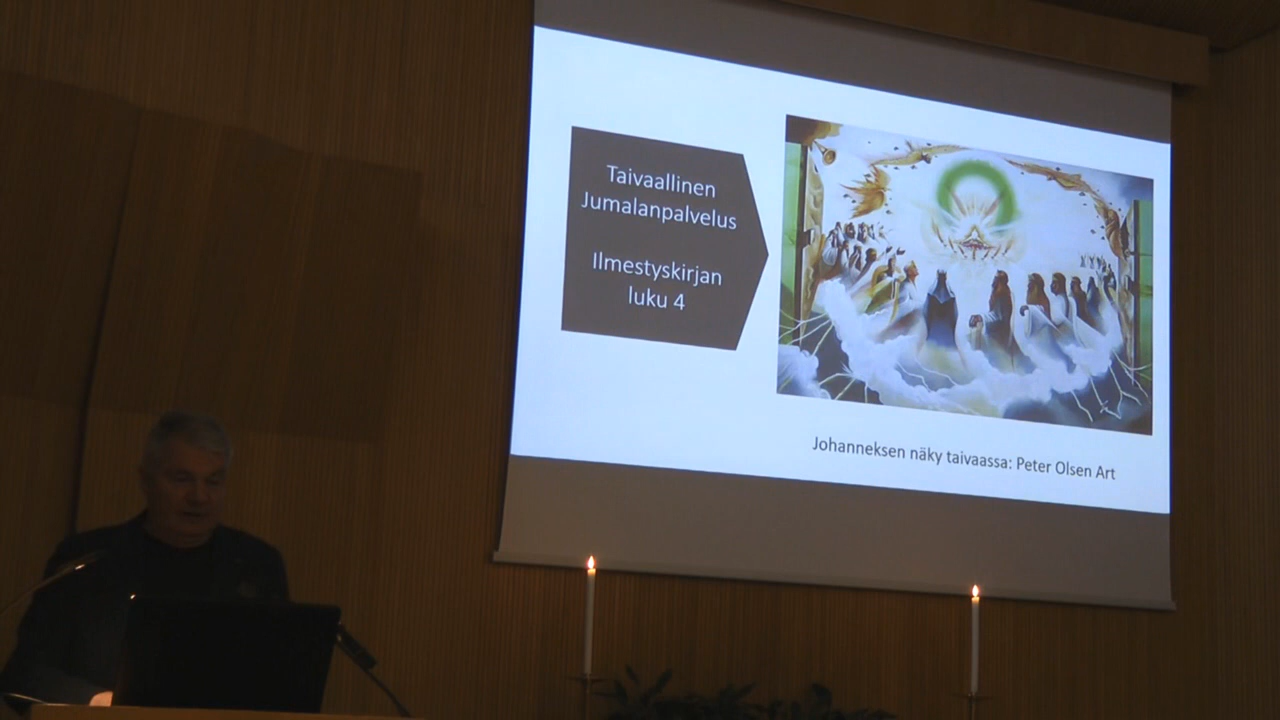 Taivaallinen
Jumalanpalvelus
Ilmestyskirjan
luku 4
Johanneksen näky taivaassa: Peter Olsen Art